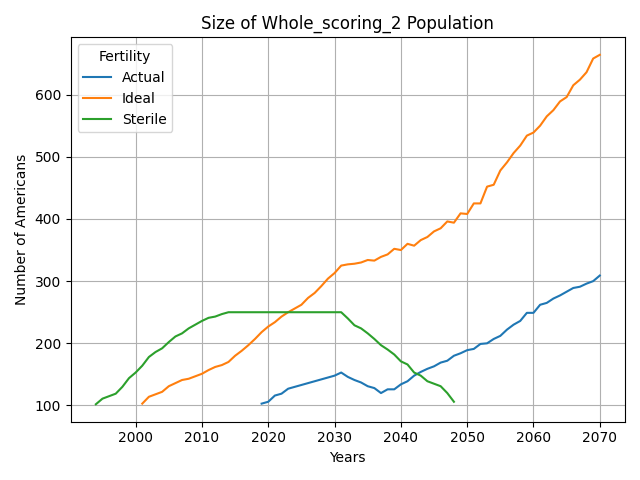 Size of Whole_scoring_2 Population
Fertility
Actual
Ideal
Sterile
Number of Americans
600
500
400
300
200
100
2000 2010 2020 2030 2040 2050 2060 2070
Years